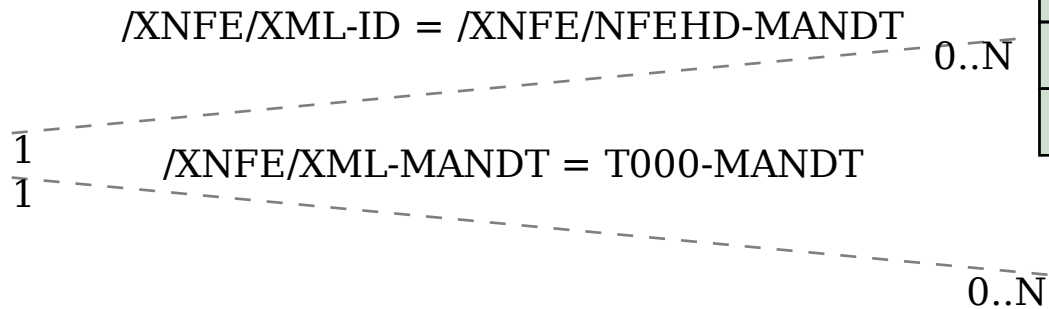 /XNFE/XML-ID = /XNFE/NFEHD-MANDT
0..N
1
/XNFE/XML-MANDT = T000-MANDT
1
0..N